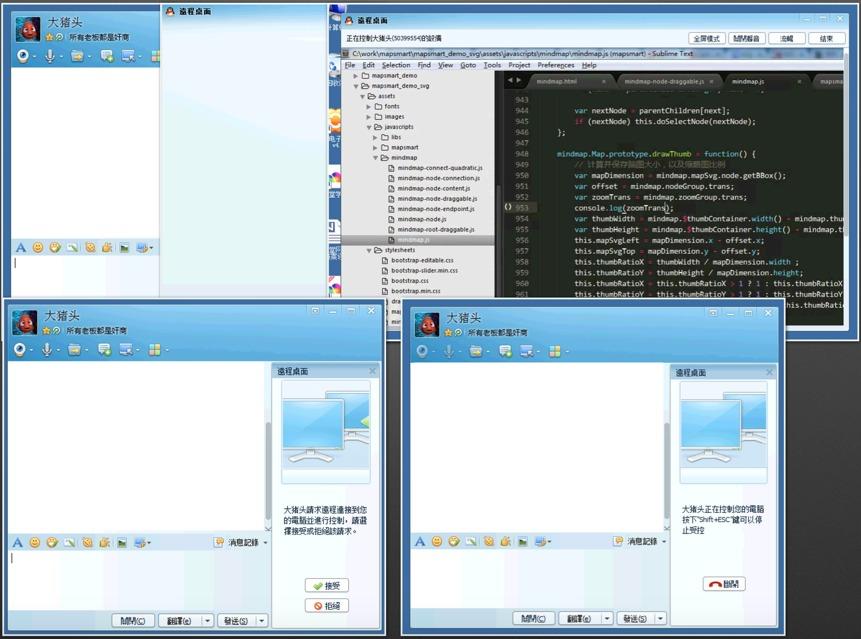 大猪头
所有老板都是奸商
遠程桌面
遠程桌面
正在控制大猪头(5039955
的設備
全屏模式
關閉聲音
流暢
结束
C:\work\mapsmart\mapsmart_demo_svg\assets\javascripts\mindmap\mindmap.js (mapsmart) - Sublime Text
File Edit Selection Find View Goto Tools Project Preferences Help
mapsmart_demo
mapsmart_demo_svg
assets
fonts
images
javascripts
libs
mapsmart
mindmap
mindmap-connect-quadratic.js
mindmap-node-connection.js
mindmap-node-content.js
mindmap-node-draggable.js
mindmap-node-endpoint.js
mindmap-node.js
mindmap-root-draggable.js
mindmap.js
stylesheets
bootstrap-editable.css
bootstrap-slider.min.css
bootstrap.css
bootstrap.min.css
mindmap.html
mindmap-node-draggable.js
mindmap.js
mapsma
943
944 var nextNode = parentChildren[next];
945 if (nextNode) this.doSelectNode(nextNode);
946 };
947
948 mindmap.Map.prototype.drawThumb = function() {
949 // 计算并保存脑图大小，以及缩略图比例
950 var mapDimension = mindmap.mapSvg.node.getBBox();
951 var offset = mindmap.nodeGroup.trans;
952 var zoomTrans = mindmap.zoomGroup.trans;
953 console.log(zoomTrans);
954 var thumbWidth = mindmap.$thumbContainer.width() - mindmap.thu
955 var thumbHeight = mindmap.$thumbContainer.height() - mindmap.t
956 this.mapSvgLeft = mapDimension.x - offset.x;
957 this.mapSvgTop = mapDimension.y - offset.y;
958 this.thumbRatioX = thumbWidth / mapDimension.width ;
959 this.thumbRatioY = thumbHeight / mapDimension.height;
960 this.thumbRatioX = this.thumbRatioX > 1 ? 1 : this.thumbRatioX
961 this.thumbRatioY = this.thumbRatioY > 1 ? 1 : this.thumbRatioY
大猪头
所有老板都是奸商
遠程桌面
大猪头請求遠程連接到您
的電腦並進行控制，請選
擇接受或拒絕該請求。
消息記錄
接受
拒絕
關閉(C)
翻譯(e)
發送(S)
大猪头
所有老板都是奸商
遠程桌面
大猪头正在控制您的電腦
按下"Shift+ESC"鍵可以停
止受控
消息記錄
斷開
關閉(C)
翻譯(e)
發送(S)